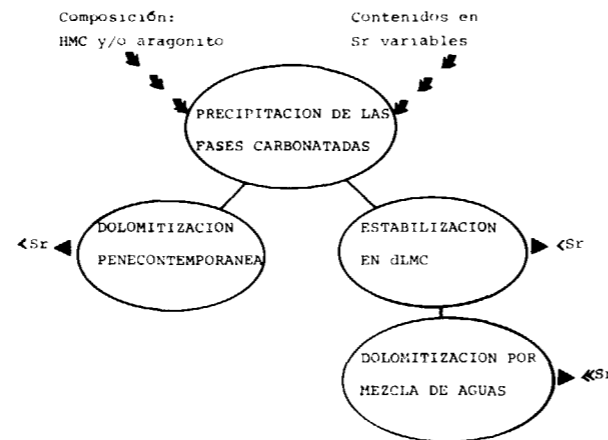 Composición:
HMC y/o aragonito
Contenidos en
Sr variables
PRECIPITACION DE LAS
FASES CARBONATADAS
DOLOMITIZACION
PENECONTEMPORANEA
<Sr
ESTABILIZACION
EN dLMC
<Sr
DOLOMITIZACION POR
MEZCLA DE AGUAS
≪Sr